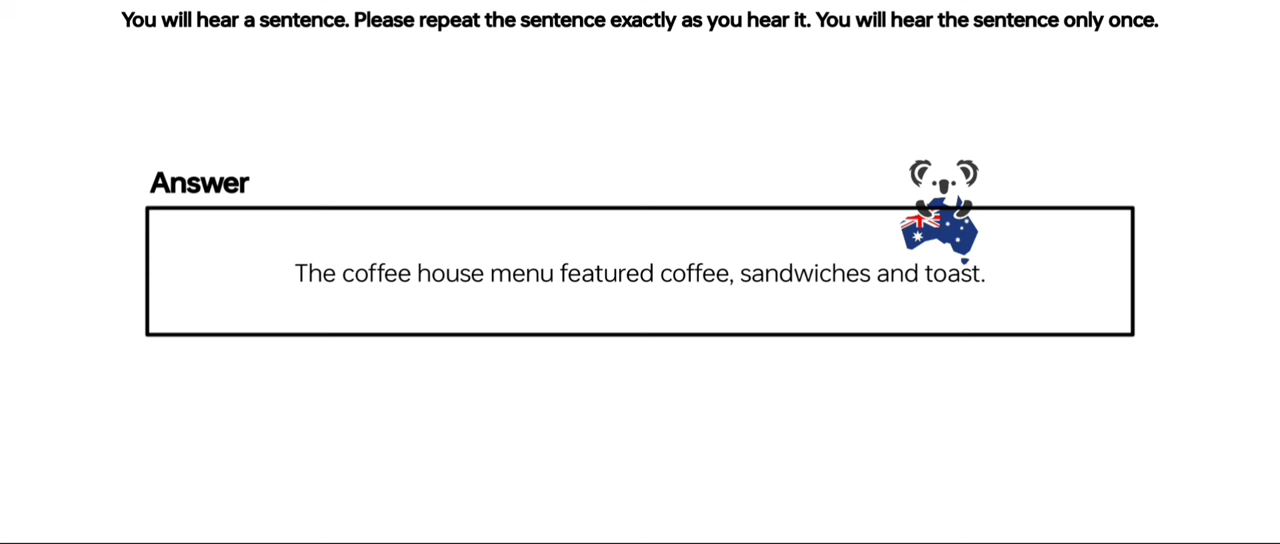 You will hear a sentence. Please repeat the sentence exactly as you hear it. You will hear the sentence only once.
Answer
The coffee house menu featured coffee, sandwiches and toast.